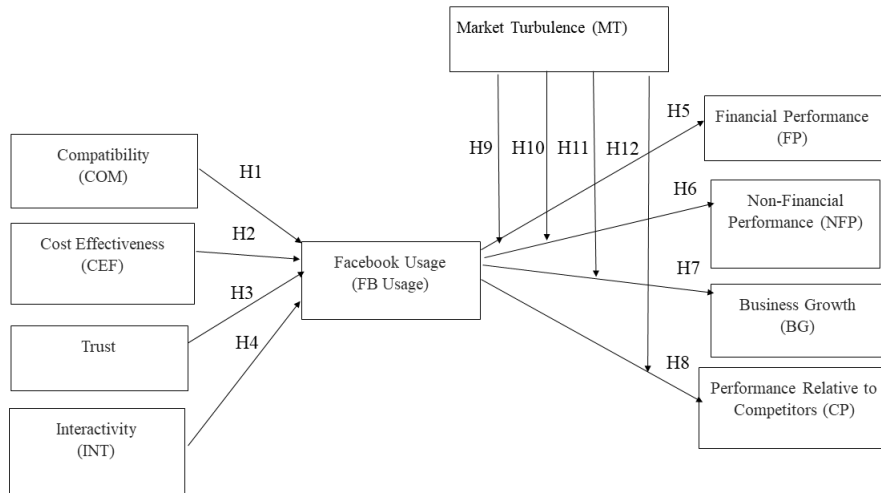 Market Turbulence (MT)
H5
Financial Performance
(FP)
H9
H10
H11
H12
Compatibility
(COM)
H1
H6
Non-Financial
Performance (NFP)
Cost Effectiveness
(CEF)
H2
Facebook Usage
(FB Usage)
H7
H3
Business Growth
(BG)
Trust
H4
H8
Performance Relative to
Competitors (CP)
Interactivity
(INT)